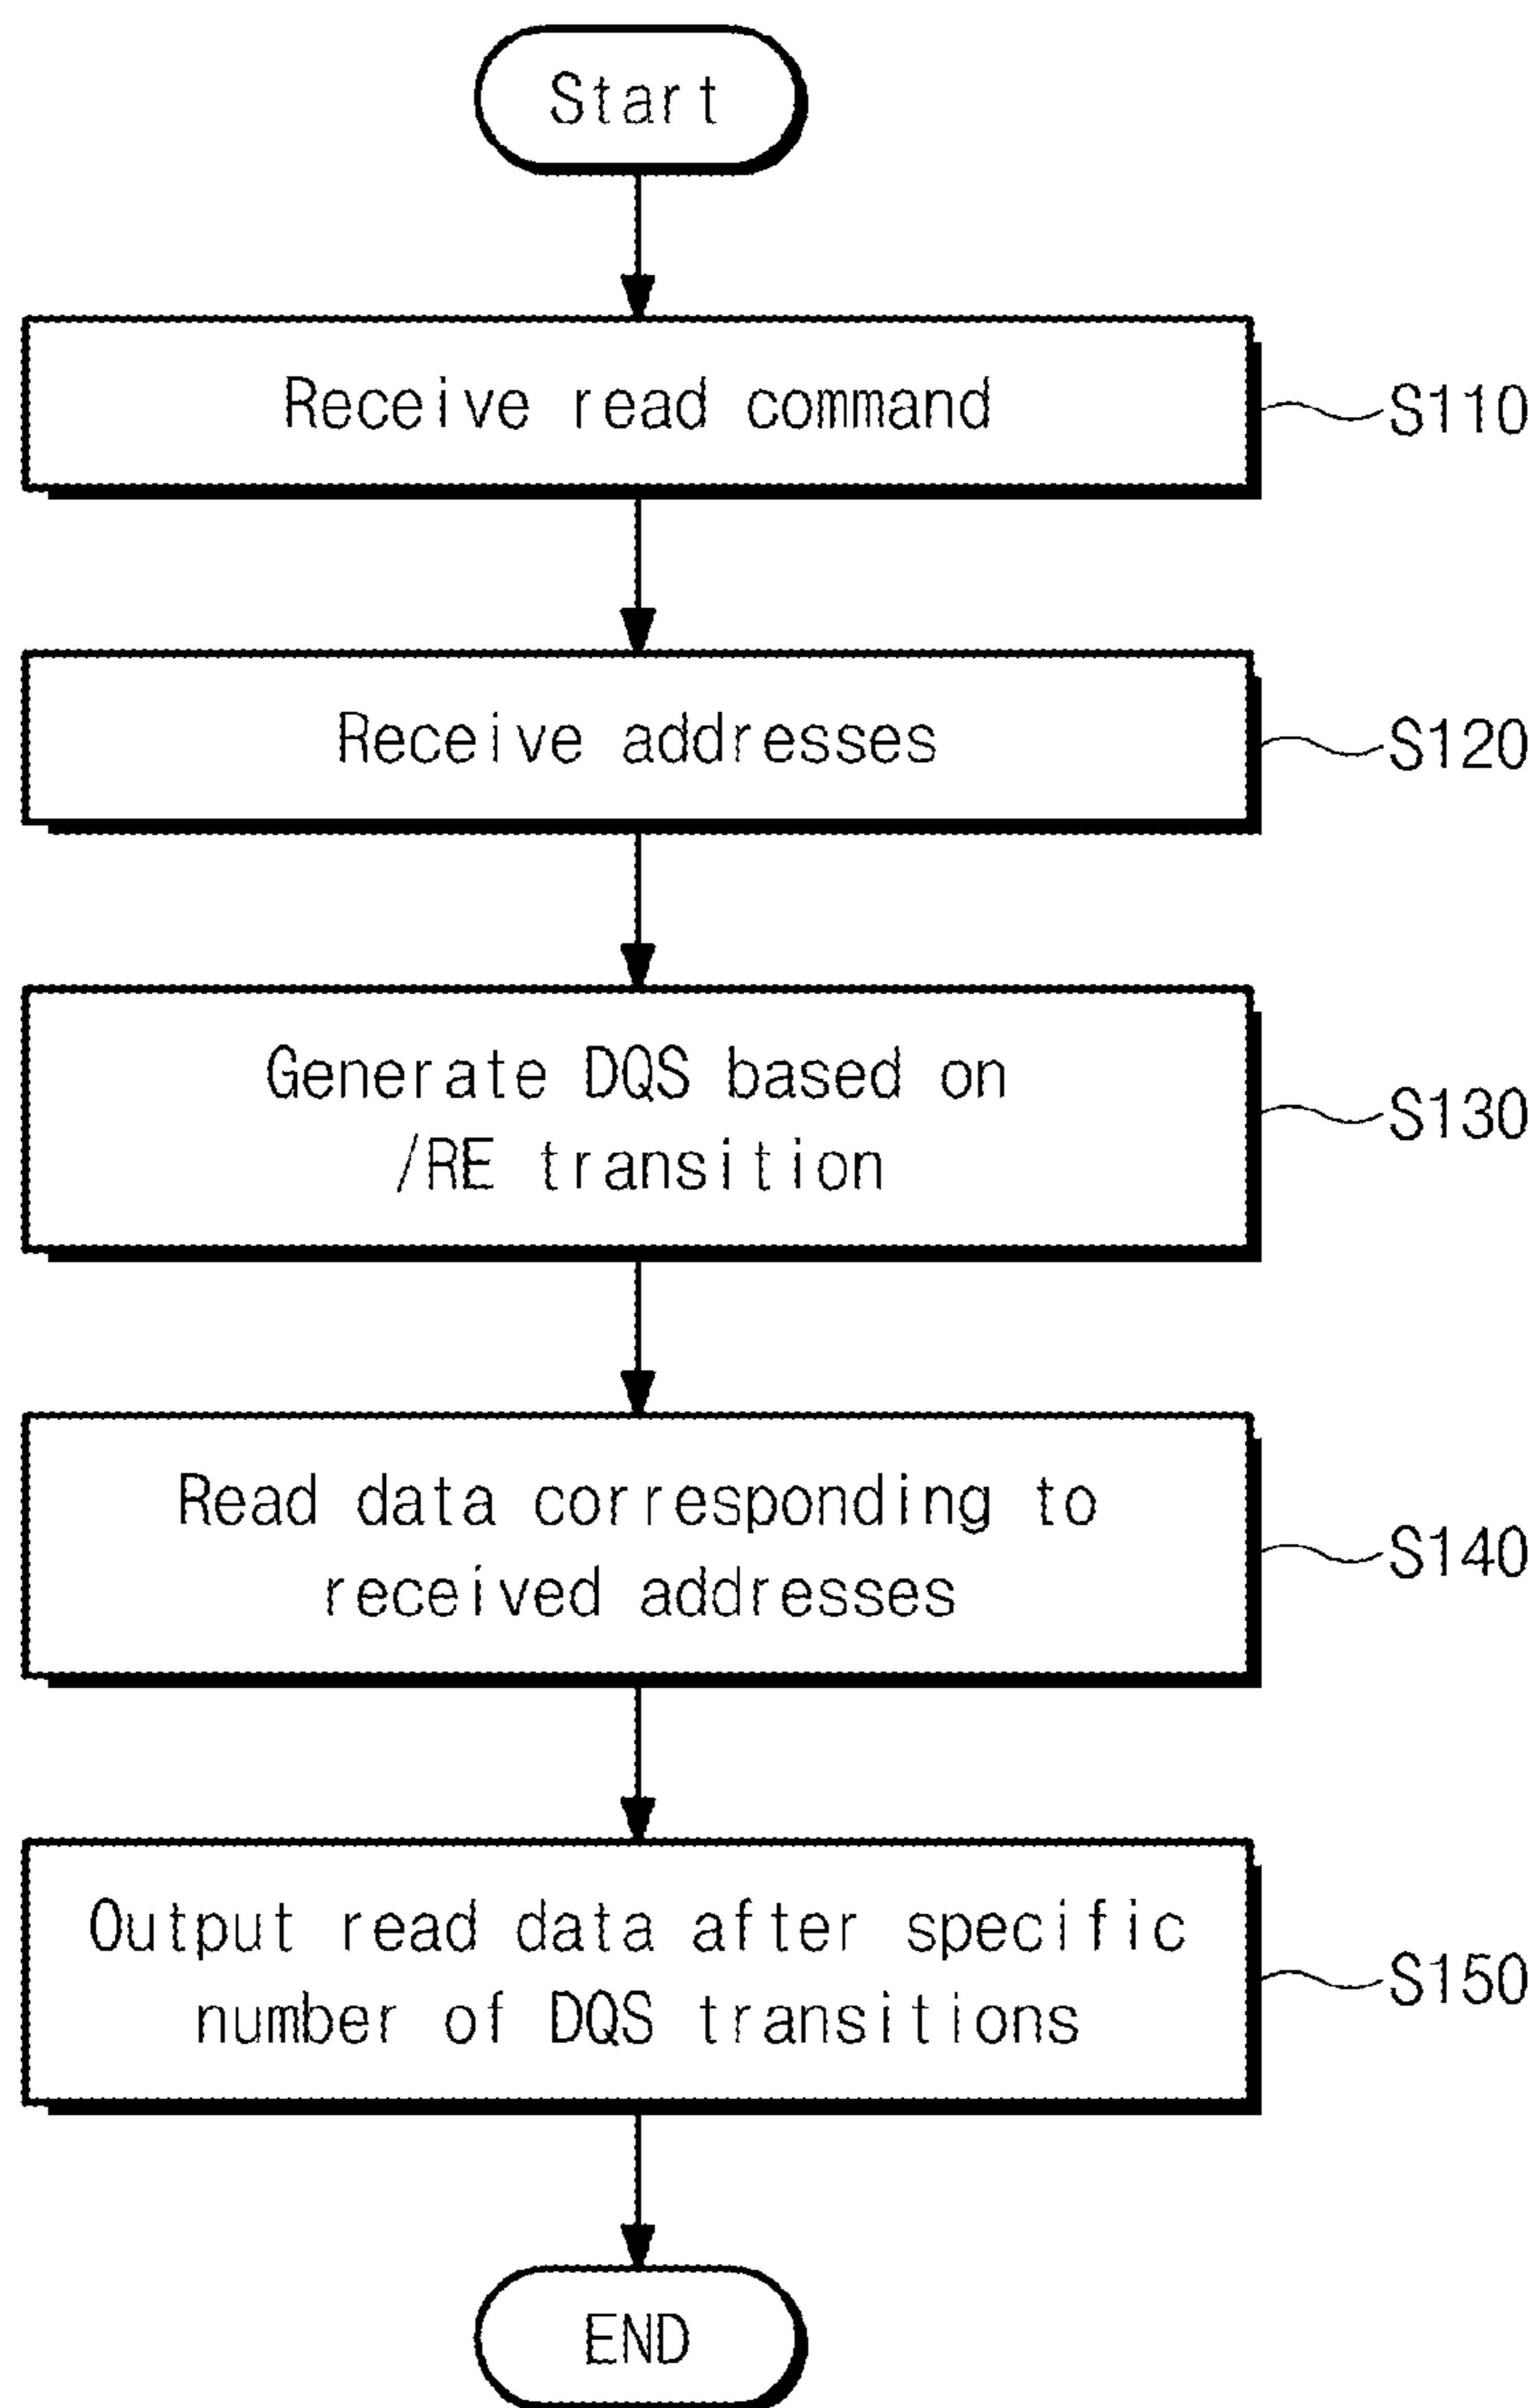 Start
Receive read command
S110
Receive addresses
S120
Generate DQS based on
/RE transition
S130
Read data corresponding to
received addresses
S140
Output read data after specific
number of DQS transitions
S150
END